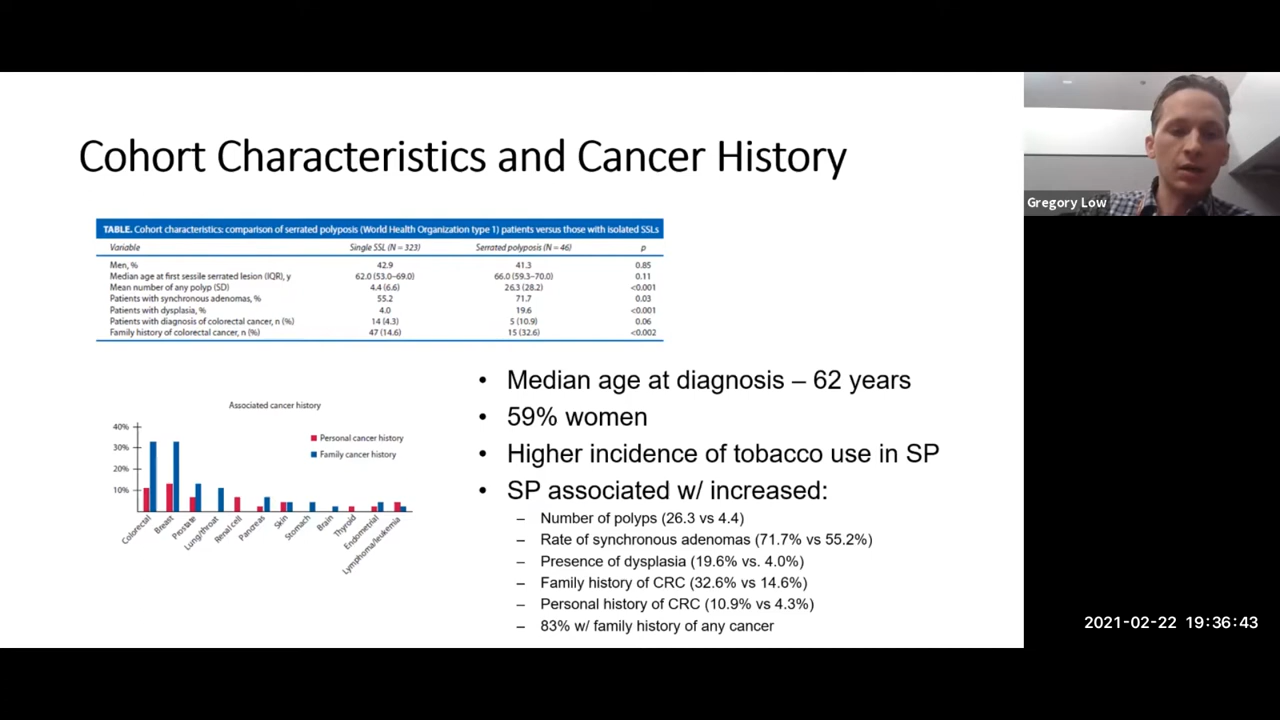 Cohort Characteristics and Cancer History
Gregory Low
TABLE. Cohort characteristics: comparison of serrated polyposis (World Health Organization type 1) patients versus those with isolated SSLs
Variable Single SSL (N = 323) Serrated polyposis (N = 46) p
Men, % 42.9 41.3 0.85
Median age at first sessile serrated lesion (IQR), y 62.0 (53.0–69.0) 66.0 (59.3–70.0) 0.11
Mean number of any polyp (SD) 4.4 (6.6) 26.3 (28.2) <0.001
Patients with synchronous adenomas, % 55.2 71.7 0.03
Patients with dysplasia, % 4.0 19.6 <0.001
Patients with diagnosis of colorectal cancer, n (%) 14 (4.3) 5 (10.9) 0.06
Family history of colorectal cancer, n (%) 47 (14.6) 15 (32.6) <0.002
• Median age at diagnosis – 62 years
• 59% women
• Higher incidence of tobacco use in SP
• SP associated w/ increased:
– Number of polyps (26.3 vs 4.4)
– Rate of synchronous adenomas (71.7% vs 55.2%)
– Presence of dysplasia (19.6% vs. 4.0%)
– Family history of CRC (32.6% vs 14.6%)
– Personal history of CRC (10.9% vs 4.3%)
– 83% w/ family history of any cancer
Associated cancer history
40%
30%
20%
10%
Personal cancer history
Family cancer history
Colorectal
Breast
Prostate
Lung/throat
Renal cell
Pancreas
Skin
Stomach
Brain
Thyroid
Endometrial
Lymphoma/leukemia
2021-02-22 19:36:43